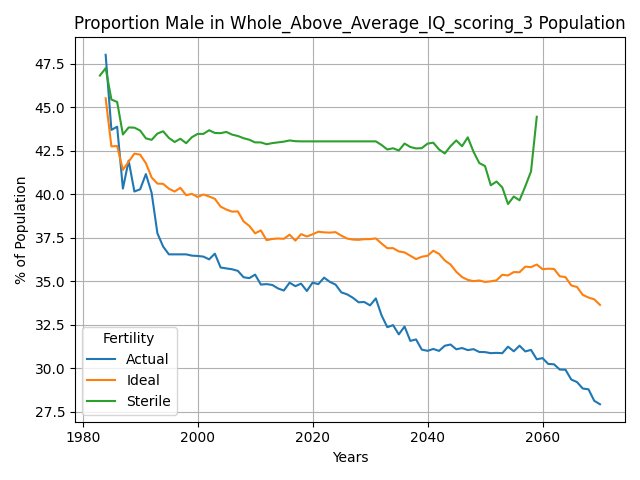 Proportion Male in Whole_Above_Average_IQ_scoring_3 Population
% of Population
47.5
45.0
42.5
40.0
37.5
35.0
32.5
30.0
27.5
Fertility
Actual
Ideal
Sterile
1980
2000
2020
2040
2060
Years